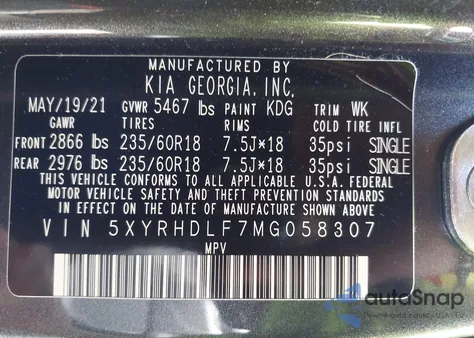 MANUFACTURED BY
KIA GEORGIA, INC.
MAY/19/21 GVWR 5467 lbs PAINT KDG TRIM WK
GAWR TIRES RIMS COLD TIRE INFL
FRONT 2866 lbs 235/60R18 7.5J*18 35psi SINGLE
REAR 2976 lbs 235/60R18 7.5J*18 35psi SINGLE
THIS VEHICLE CONFORMS TO ALL APPLICABLE U.S.A. FEDERAL
MOTOR VEHICLE SAFETY AND THEFT PREVENTION STANDARDS
IN EFFECT ON THE DATE OF MANUFACTURE SHOWN ABOVE.
VIN 5XYRHDLF7MG058307
MPV
autoSnap